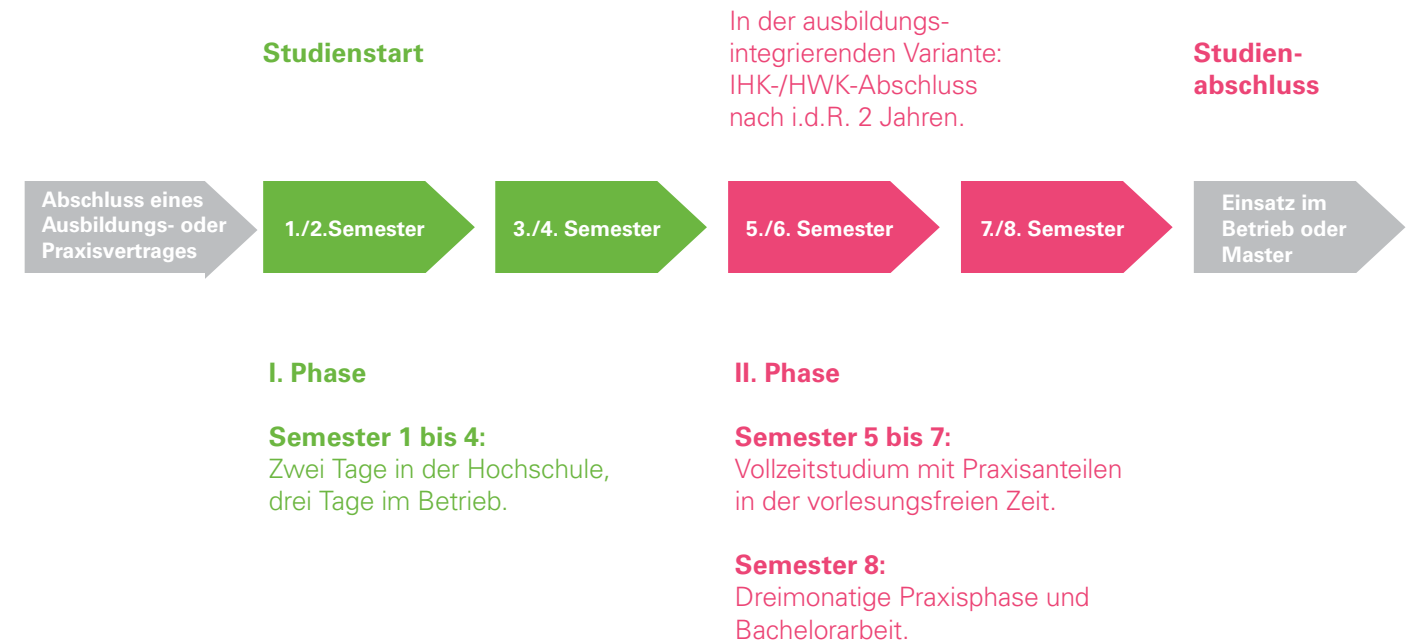 Studienstart
In der ausbildungs-
integrierenden Variante:
IHK-/HWK-Abschluss
nach i.d.R. 2 Jahren.
Studien-
abschluss
Abschluss eines
Ausbildungs- oder
Praxisvertrages
1./2.Semester
3./4. Semester
5./6. Semester
7./8. Semester
Einsatz im
Betrieb oder
Master
I. Phase
Semester 1 bis 4:
Zwei Tage in der Hochschule,
drei Tage im Betrieb.
II. Phase
Semester 5 bis 7:
Vollzeitstudium mit Praxisanteilen
in der vorlesungsfreien Zeit.
Semester 8:
Dreimonatige Praxisphase und
Bachelorarbeit.